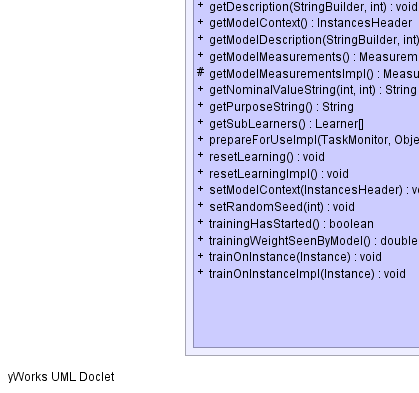 + getDescription(StringBuilder, int) : void
+ getModelContext() : InstancesHeader
+ getModelDescription(StringBuilder, int)
+ getModelMeasurements() : Measurem
# getModelMeasurementsImpl() : Measu
+ getNominalValueString(int, int) : String
+ getPurposeString() : String
+ getSubLearners() : Learner[]
+ prepareForUseImpl(TaskMonitor, Obje
+ resetLearning() : void
+ resetLearningImpl() : void
+ setModelContext(InstancesHeader) : v
+ setRandomSeed(int) : void
+ trainingHasStarted() : boolean
+ trainingWeightSeenByModel() : double
+ trainOnInstance(Instance) : void
+ trainOnInstanceImpl(Instance) : void
yWorks UML Doclet